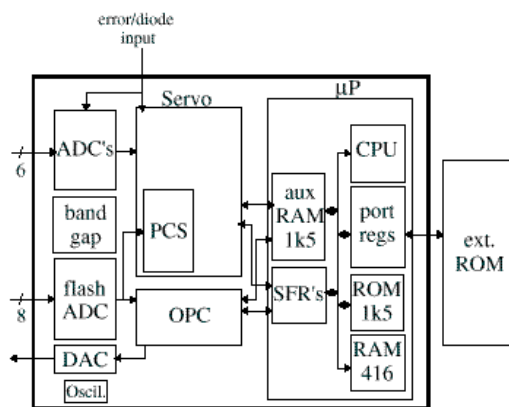 error/diode
input
μP
Servo
ADC's
6
band
gap
PCS
flash
ADC
8
OPC
DAC
Oscil.
aux
RAM
1k5
SFR's
CPU
port
regs
ROM
1k5
RAM
416
ext.
ROM